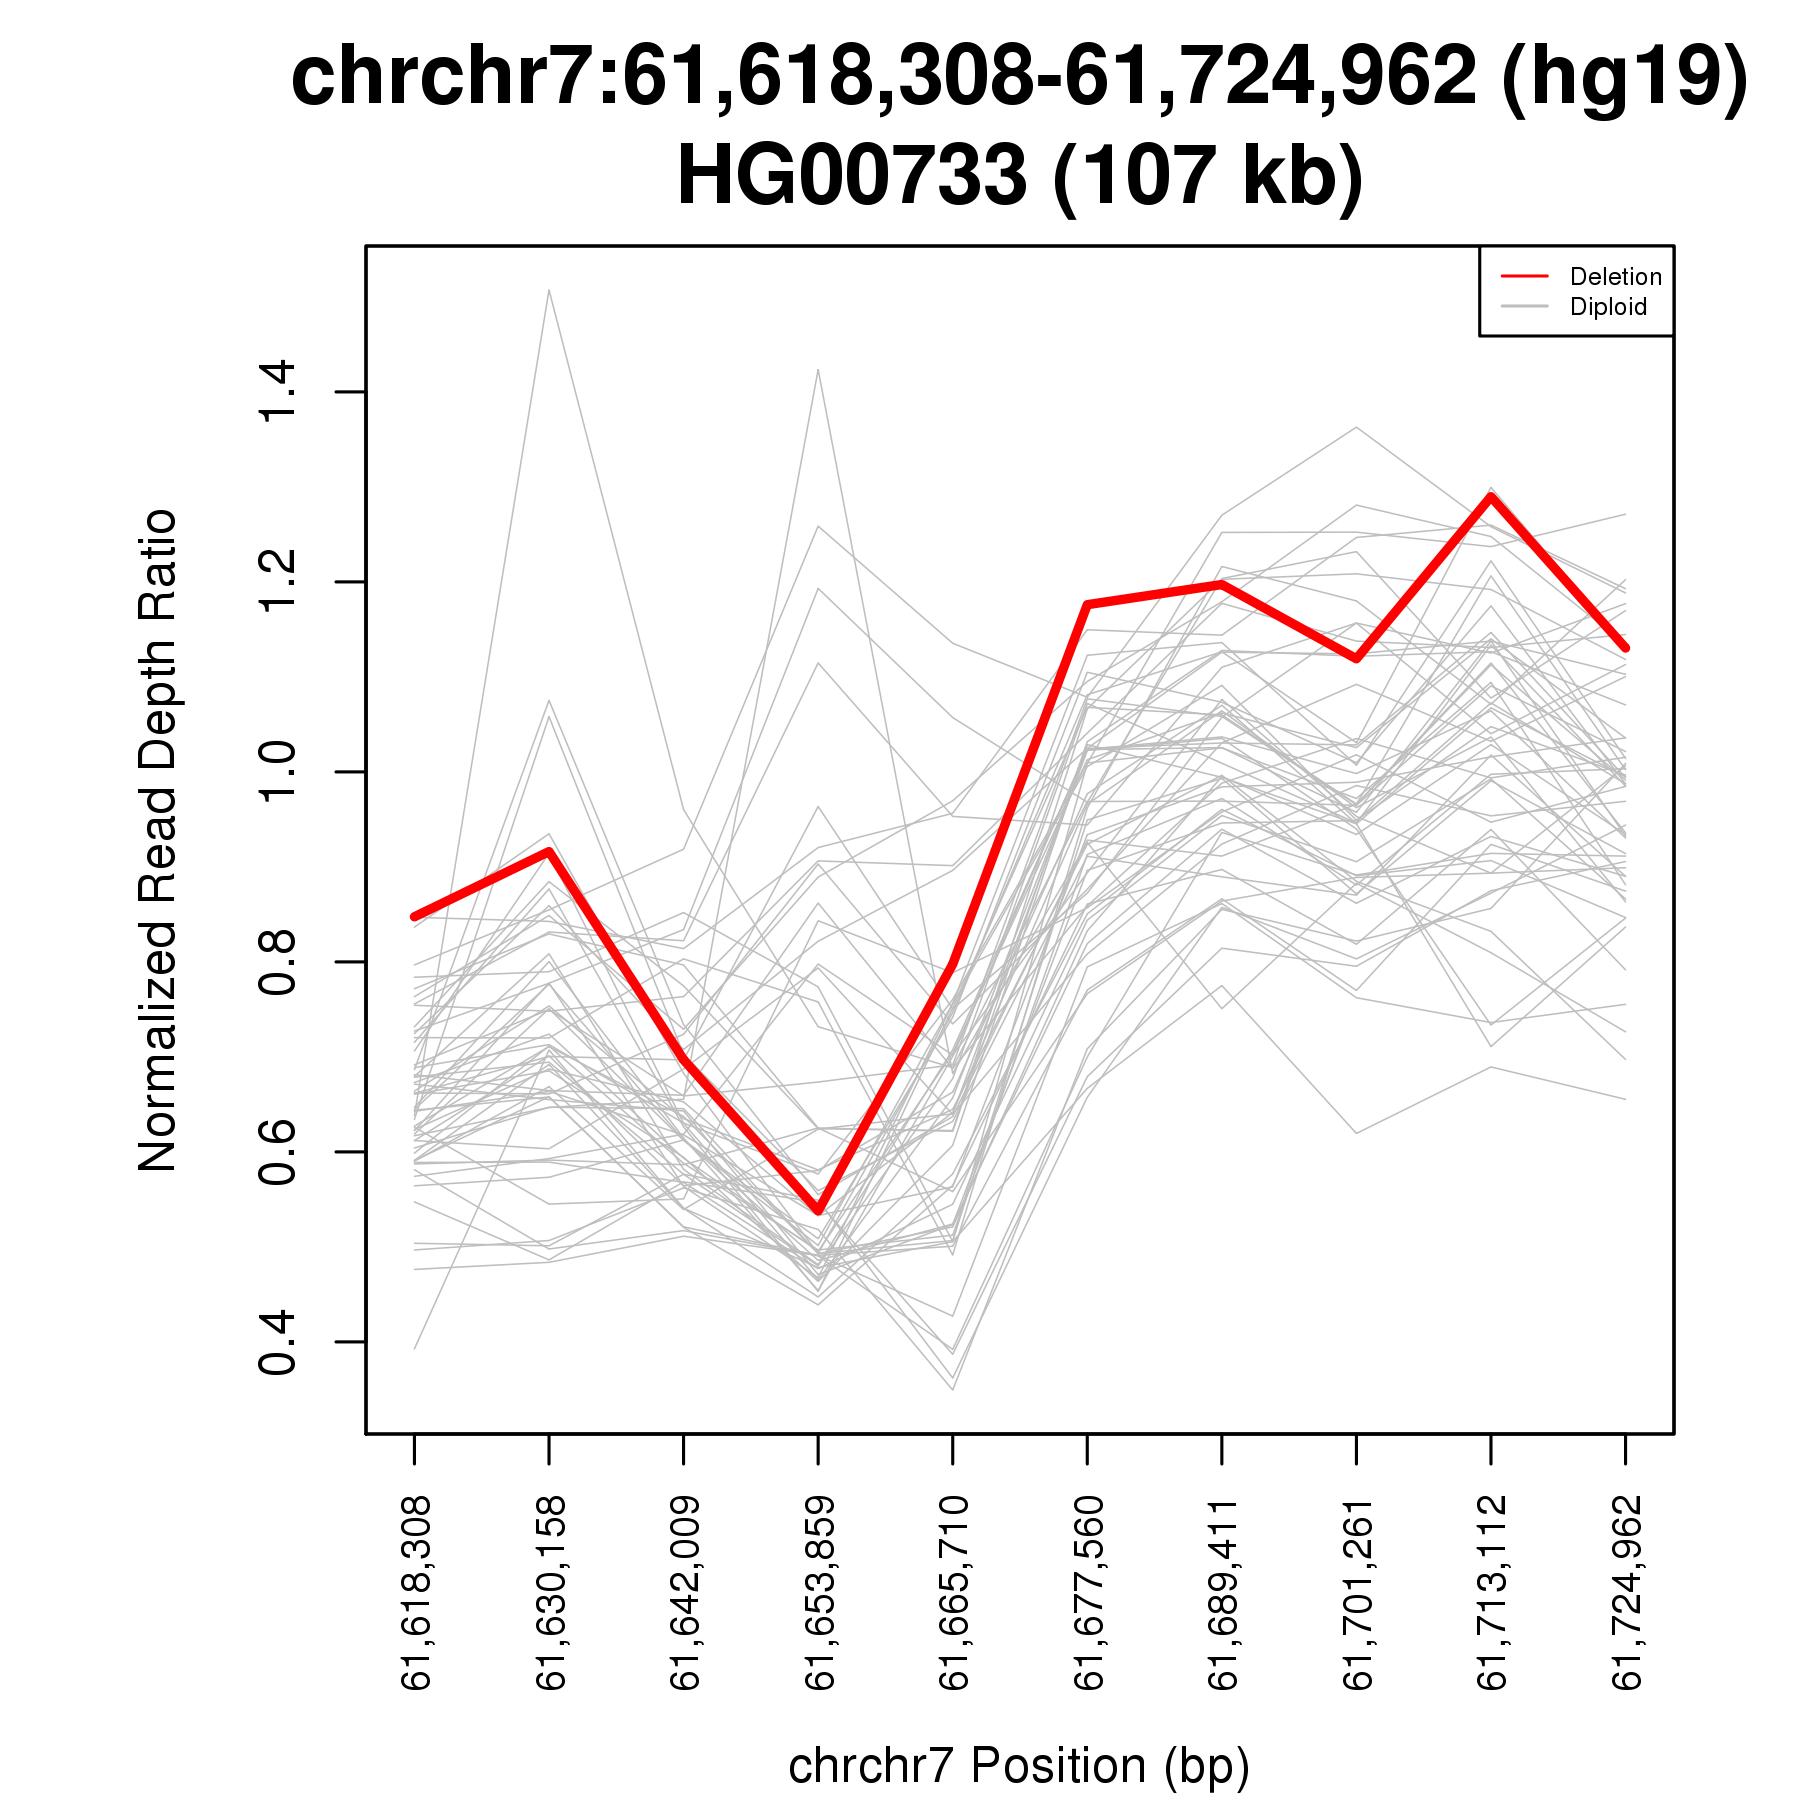 chrchr7:61,618,308-61,724,962 (hg19)
HG00733 (107 kb)
Deletion
Diploid
Normalized Read Depth Ratio
1.4
1.2
1.0
0.8
0.6
0.4
61,618,308
61,630,158
61,642,009
61,653,859
61,665,710
61,677,560
61,689,411
61,701,261
61,713,112
61,724,962
chrchr7 Position (bp)